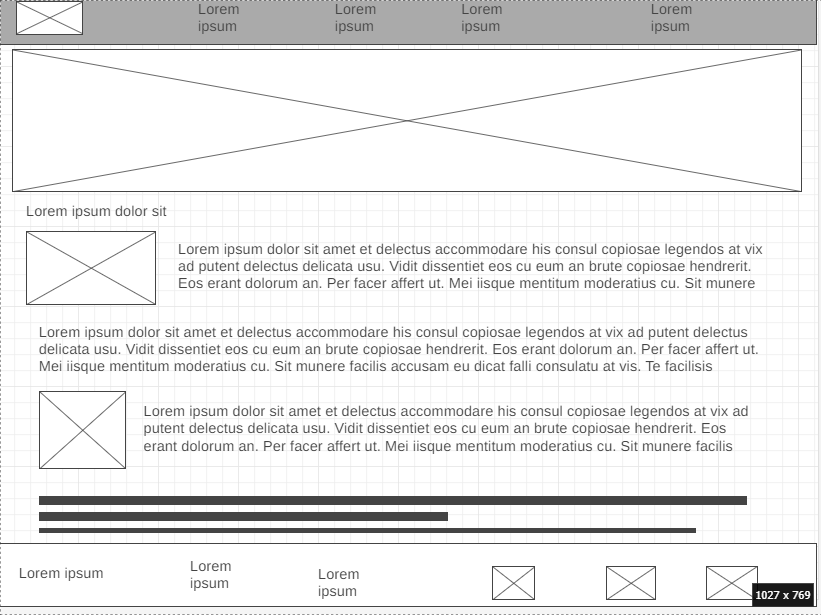 Lorem
ipsum
Lorem
ipsum
Lorem
ipsum
Lorem
ipsum
Lorem ipsum dolor sit
Lorem ipsum dolor sit amet et delectus accommodare his consul copiosae legendos at vix
ad putent delectus delicata usu. Vidit dissentiet eos cu eum an brute copiosae hendrerit.
Eos erant dolorum an. Per facer affert ut. Mei iisque mentitum moderatius cu. Sit munere
Lorem ipsum dolor sit amet et delectus accommodare his consul copiosae legendos at vix ad putent delectus
delicata usu. Vidit dissentiet eos cu eum an brute copiosae hendrerit. Eos erant dolorum an. Per facer affert ut.
Mei iisque mentitum moderatius cu. Sit munere facilis accusam eu dicat falli consulatu at vis. Te facilisis
Lorem ipsum dolor sit amet et delectus accommodare his consul copiosae legendos at vix ad
putent delectus delicata usu. Vidit dissentiet eos cu eum an brute copiosae hendrerit. Eos
erant dolorum an. Per facer affert ut. Mei iisque mentitum moderatius cu. Sit munere facilis
Lorem ipsum
Lorem
ipsum
Lorem
ipsum
1027 x 769